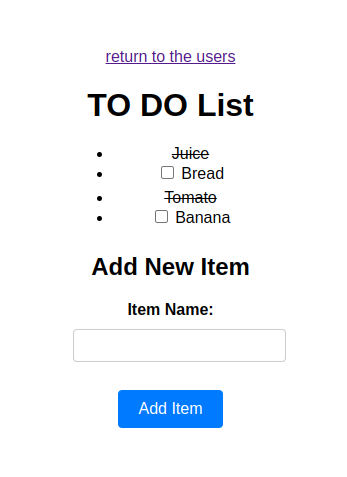 return to the users
TO DO List
Juice
Bread
Tomato
Banana
Add New Item
Item Name:
Add Item